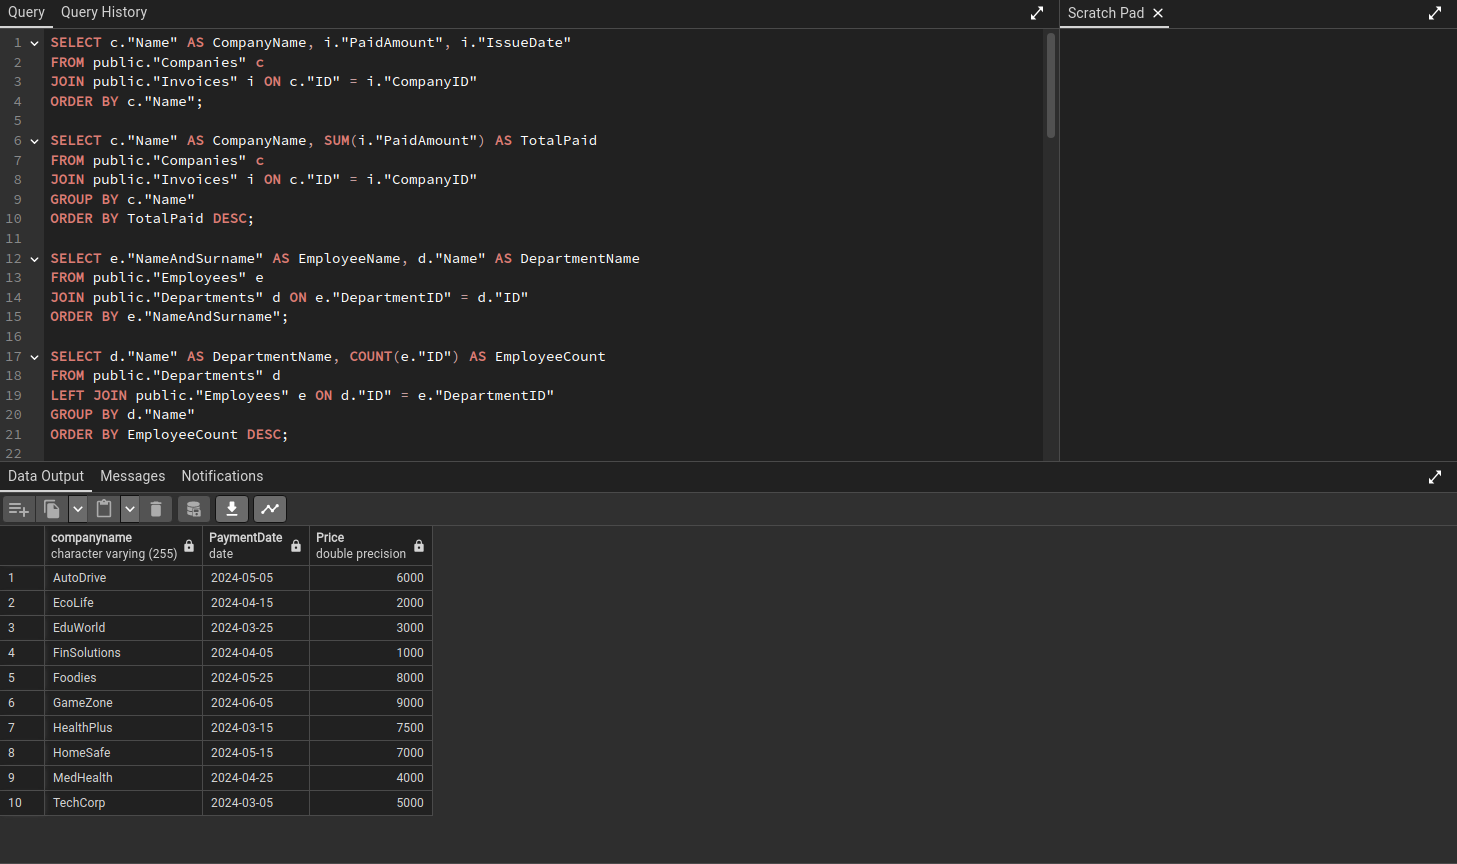 Query Query History
Scratch Pad
1 SELECT c."Name" AS CompanyName, i."PaidAmount", i."IssueDate"
2 FROM public."Companies" c
3 JOIN public."Invoices" i ON c."ID" = i."CompanyID"
4 ORDER BY c."Name";
5
6 SELECT c."Name" AS CompanyName, SUM(i."PaidAmount") AS TotalPaid
7 FROM public."Companies" c
8 JOIN public."Invoices" i ON c."ID" = i."CompanyID"
9 GROUP BY c."Name"
10 ORDER BY TotalPaid DESC;
11
12 SELECT e."NameAndSurname" AS EmployeeName, d."Name" AS DepartmentName
13 FROM public."Employees" e
14 JOIN public."Departments" d ON e."DepartmentID" = d."ID"
15 ORDER BY e."NameAndSurname";
16
17 SELECT d."Name" AS DepartmentName, COUNT(e."ID") AS EmployeeCount
18 FROM public."Departments" d
19 LEFT JOIN public."Employees" e ON d."ID" = e."DepartmentID"
20 GROUP BY d."Name"
21 ORDER BY EmployeeCount DESC;
22
Data Output Messages Notifications
companyname PaymentDate Price
character varying (255) date double precision
1 AutoDrive 2024-05-05 6000
2 EcoLife 2024-04-15 2000
3 EduWorld 2024-03-25 3000
4 FinSolutions 2024-04-05 1000
5 Foodies 2024-05-25 8000
6 GameZone 2024-06-05 9000
7 HealthPlus 2024-03-15 7500
8 HomeSafe 2024-05-15 7000
9 MedHealth 2024-04-25 4000
10 TechCorp 2024-03-05 5000